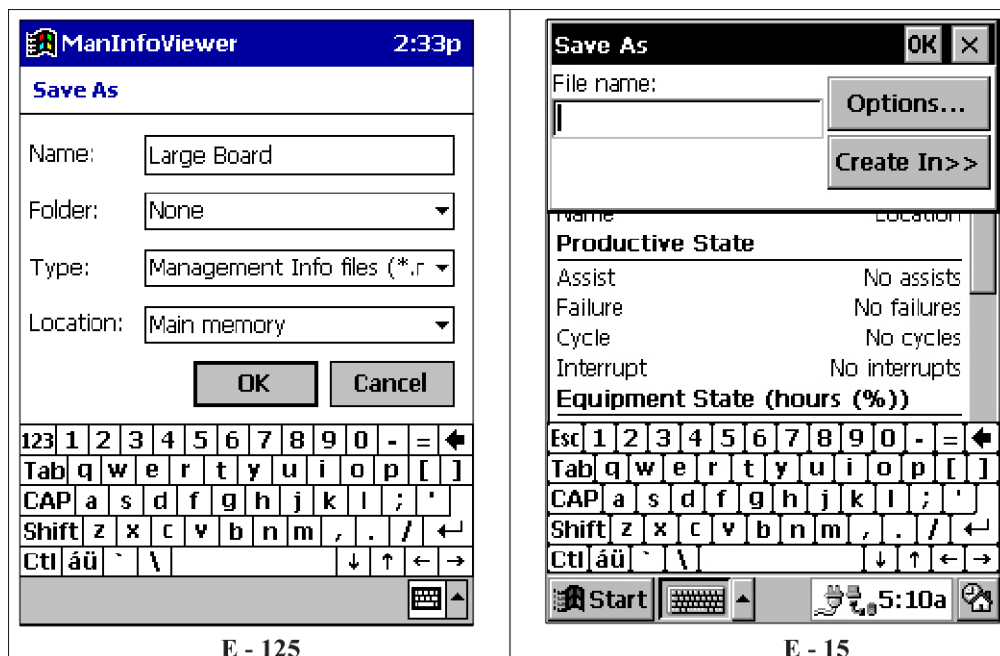 ManInfoViewer 2:33p
Save As
Name: Large Board
Folder: None
Type: Management Info files (*.r
Location: Main memory
OK Cancel
123 1 2 3 4 5 6 7 8 9 0 - =
Tab q w e r t y u i o p [ ]
CAP a s d f g h j k l ; '
Shift z x c v b n m , . /
Ctl áü ` \ ↓ ↑ ← →
E - 125
Save As OK ×
File name:
Options...
Create In>>
Name Location
Productive State
Assist No assists
Failure No failures
Cycle No cycles
Interrupt No interrupts
Equipment State (hours (%))
Esc 1 2 3 4 5 6 7 8 9 0 - =
Tab q w e r t y u i o p [ ]
CAP a s d f g h j k l ; '
Shift z x c v b n m , . /
Ctl áü ` \ ↓ ↑ ← →
Start 5:10a
E - 15